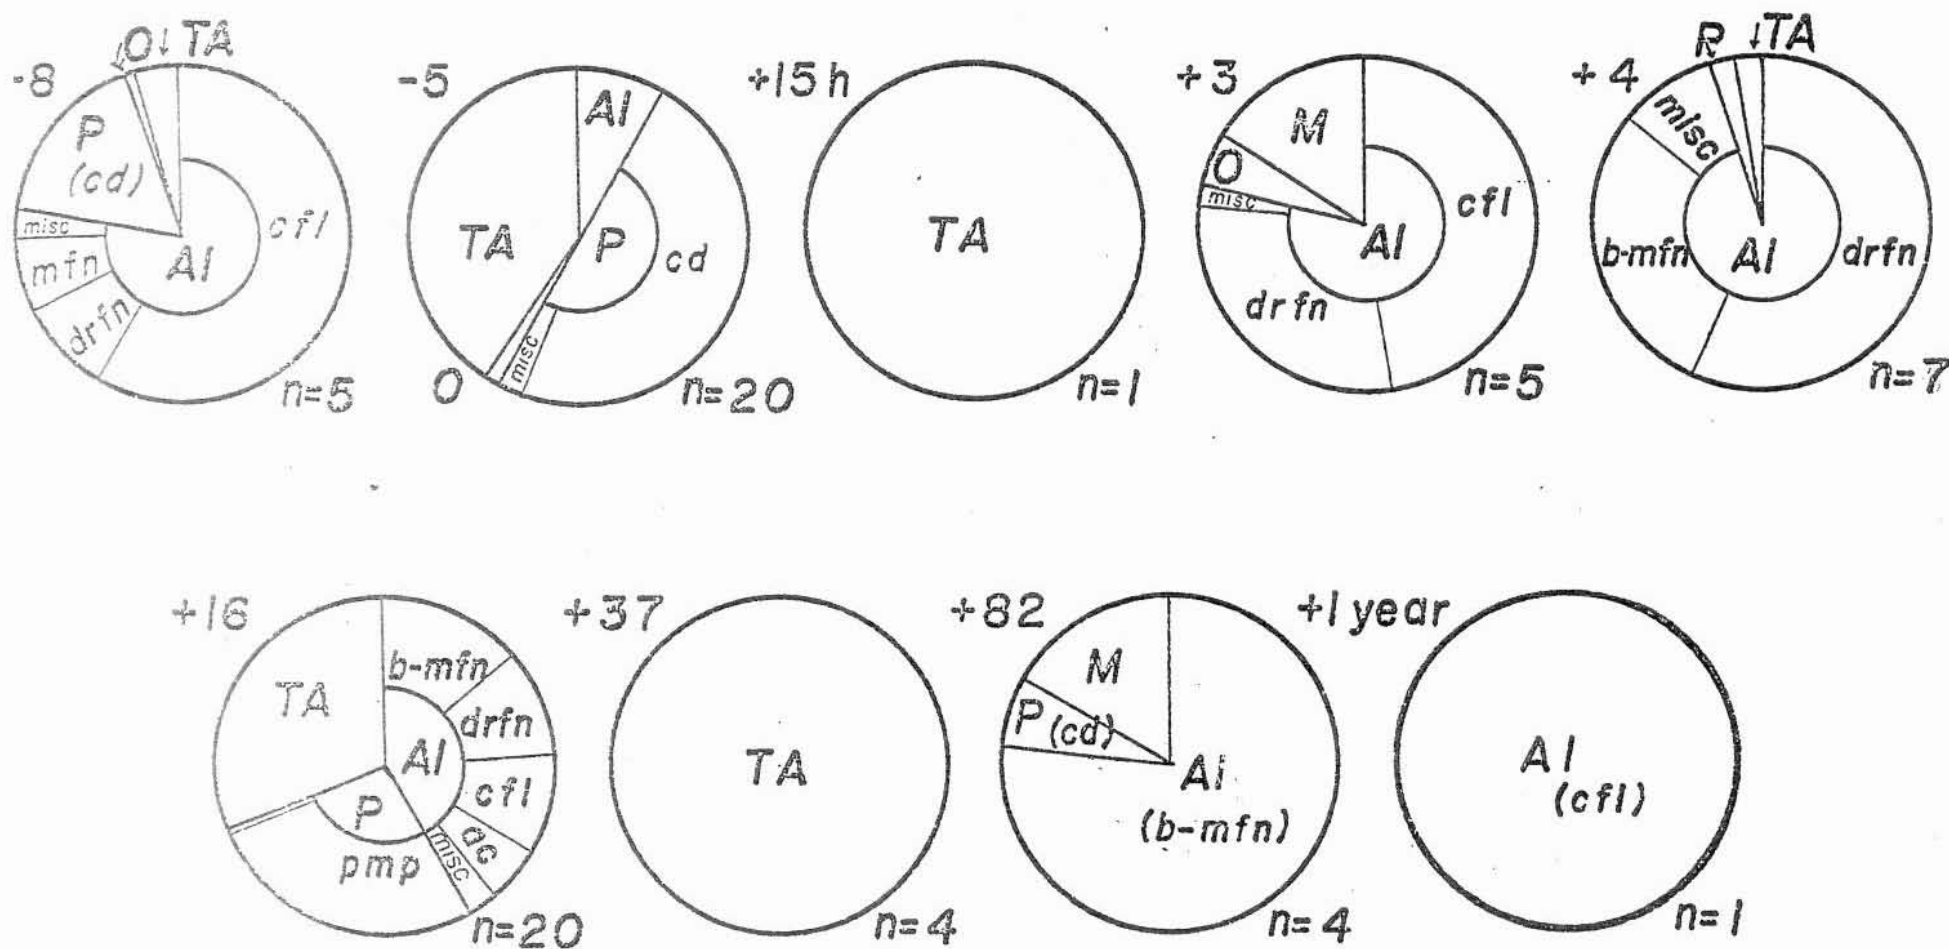 -8
O TA
P
(cd)
misc
mfn
drfn
Al
cfl
n=5
-5
Al
TA
P
cd
misc
O
n=20
+15h
TA
n=1
+3
M
O
misc
Al
cfl
drfn
n=5
+4
R TA
misc
b-mfn
Al
drfn
n=7
+16
TA
b-mfn
drfn
Al
cfl
ac
misc
P
pmp
n=20
+37
TA
n=4
+82
M
P (cd)
Al
(b-mfn)
n=4
+1 year
Al
(cfl)
n=1